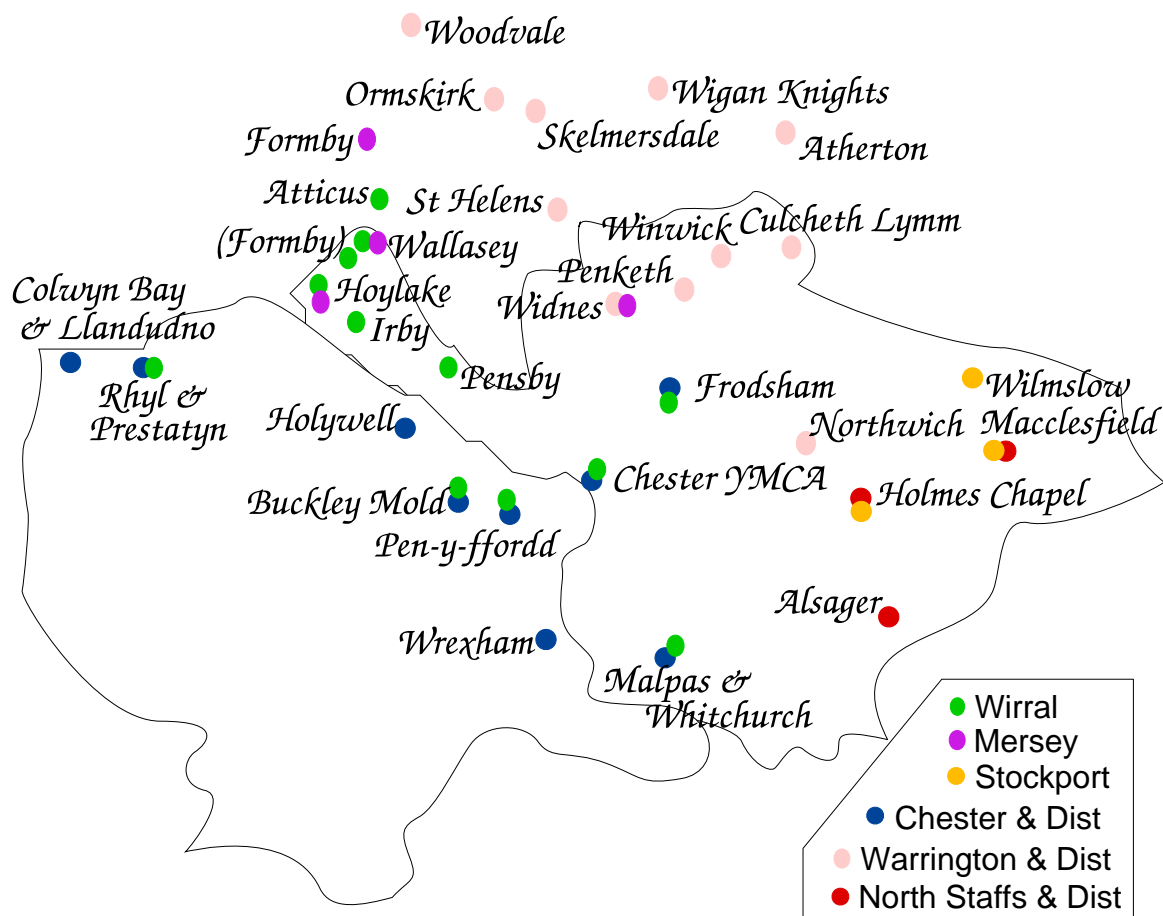 Woodvale
Ormskirk
Wigan Knights
Skelmersdale
Formby
Atherton
Atticus
St Helens
(Formby)
Wallasey
Winwick
Culcheth Lymm
Penketh
Colwyn Bay
& Llandudno
Hoylake
Widnes
Irby
Rhyl &
Prestatyn
Pensby
Frodsham
Wilmslow
Holywell
Northwich
Macclesfield
Chester YMCA
Buckley Mold
Holmes Chapel
Pen-y-ffordd
Alsager
Wrexham
Malpas &
Whitchurch
Wirral
Mersey
Stockport
Chester & Dist
Warrington & Dist
North Staffs & Dist